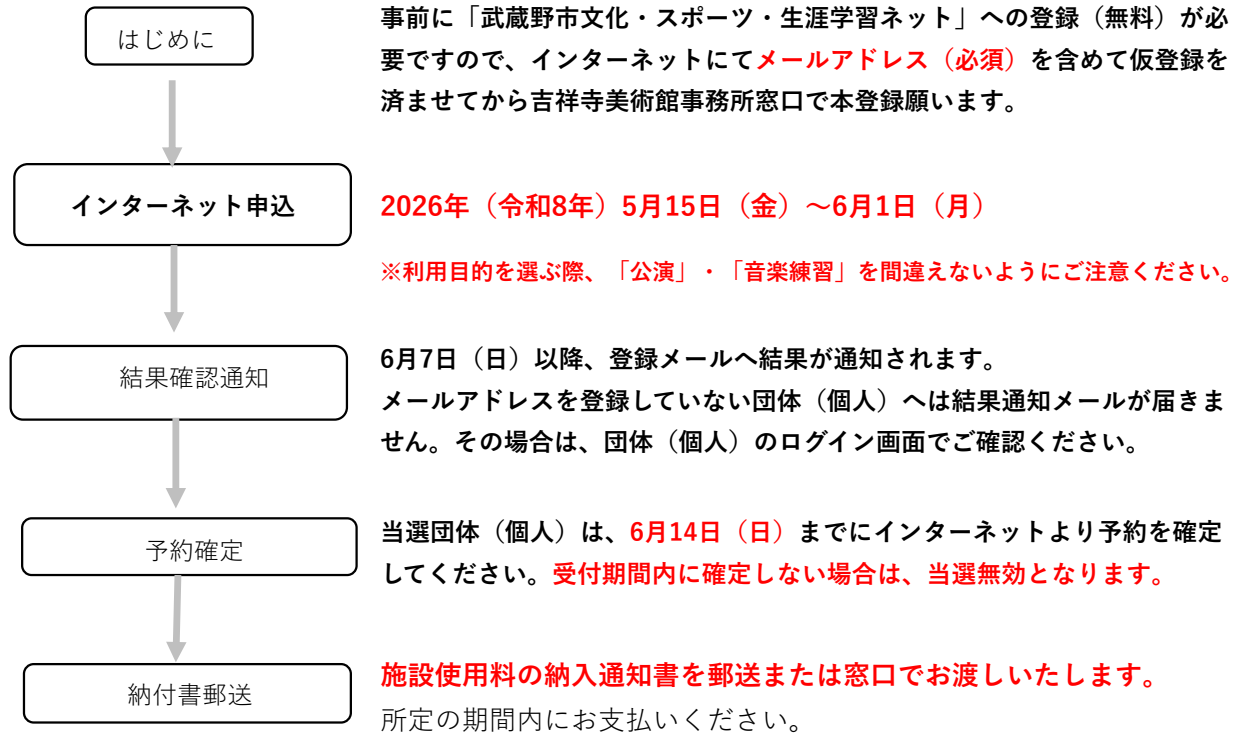 はじめに
事前に「武蔵野市文化・スポーツ・生涯学習ネット」への登録（無料）が必
要ですので、インターネットにてメールアドレス（必須）を含めて仮登録を
済ませてから吉祥寺美術館事務所窓口で本登録願います。
インターネット申込
2026年（令和8年）5月15日（金）～6月1日（月）
※利用目的を選ぶ際、「公演」・「音楽練習」を間違えないようにご注意ください。
結果確認通知
6月7日（日）以降、登録メールへ結果が通知されます。
メールアドレスを登録していない団体（個人）へは結果通知メールが届きま
せん。その場合は、団体（個人）のログイン画面でご確認ください。
予約確定
当選団体（個人）は、6月14日（日）までにインターネットより予約を確定
してください。受付期間内に確定しない場合は、当選無効となります。
納付書郵送
施設使用料の納入通知書を郵送または窓口でお渡しいたします。
所定の期間内にお支払いください。